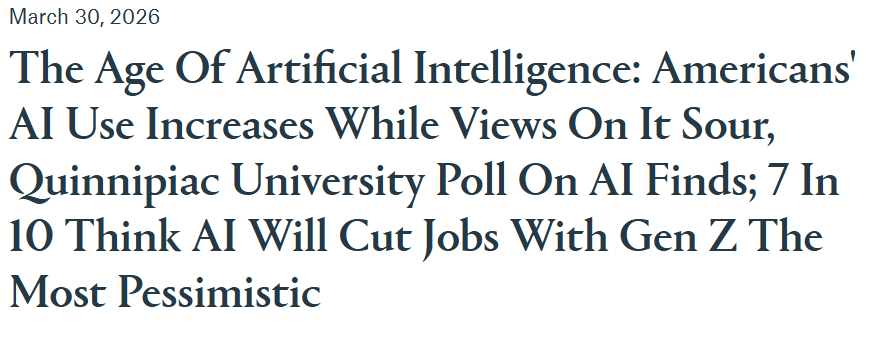 March 30, 2026
The Age Of Artificial Intelligence: Americans'
AI Use Increases While Views On It Sour,
Quinnipiac University Poll On AI Finds; 7 In
10 Think AI Will Cut Jobs With Gen Z The
Most Pessimistic